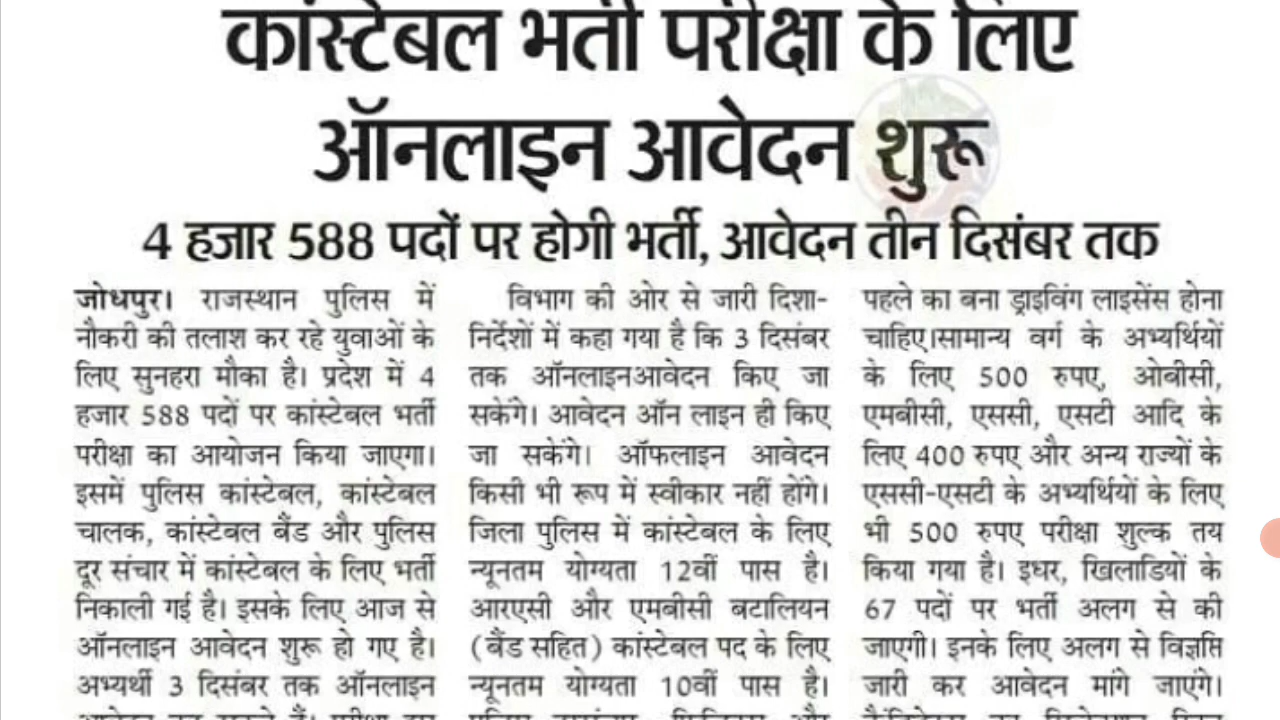 कांस्टेबल भर्ती परीक्षा के लिए
ऑनलाइन आवेदन शुरू
4 हजार 588 पदों पर होगी भर्ती, आवेदन तीन दिसंबर तक
जोधपुर। राजस्थान पुलिस में
नौकरी की तलाश कर रहे युवाओं के
लिए सुनहरा मौका है। प्रदेश में 4
हजार 588 पदों पर कांस्टेबल भर्ती
परीक्षा का आयोजन किया जाएगा।
इसमें पुलिस कांस्टेबल, कांस्टेबल
चालक, कांस्टेबल बैंड और पुलिस
दूर संचार में कांस्टेबल के लिए भर्ती
निकाली गई है। इसके लिए आज से
ऑनलाइन आवेदन शुरू हो गए है।
अभ्यर्थी 3 दिसंबर तक ऑनलाइन
विभाग की ओर से जारी दिशा-
निर्देशों में कहा गया है कि 3 दिसंबर
तक ऑनलाइनआवेदन किए जा
सकेंगे। आवेदन ऑन लाइन ही किए
जा सकेंगे। ऑफलाइन आवेदन
किसी भी रूप में स्वीकार नहीं होंगे।
जिला पुलिस में कांस्टेबल के लिए
न्यूनतम योग्यता 12वीं पास है।
आरएसी और एमबीसी बटालियन
(बैंड सहित) कांस्टेबल पद के लिए
न्यूनतम योग्यता 10वीं पास है।
पहले का बना ड्राइविंग लाइसेंस होना
चाहिए।सामान्य वर्ग के अभ्यर्थियों
के लिए 500 रुपए, ओबीसी,
एमबीसी, एससी, एसटी आदि के
लिए 400 रुपए और अन्य राज्यों के
एससी-एसटी के अभ्यर्थियों के लिए
भी 500 रुपए परीक्षा शुल्क तय
किया गया है। इधर, खिलाडियों के
67 पदों पर भर्ती अलग से की
जाएगी। इनके लिए अलग से विज्ञप्ति
जारी कर आवेदन मांगे जाएंगे।